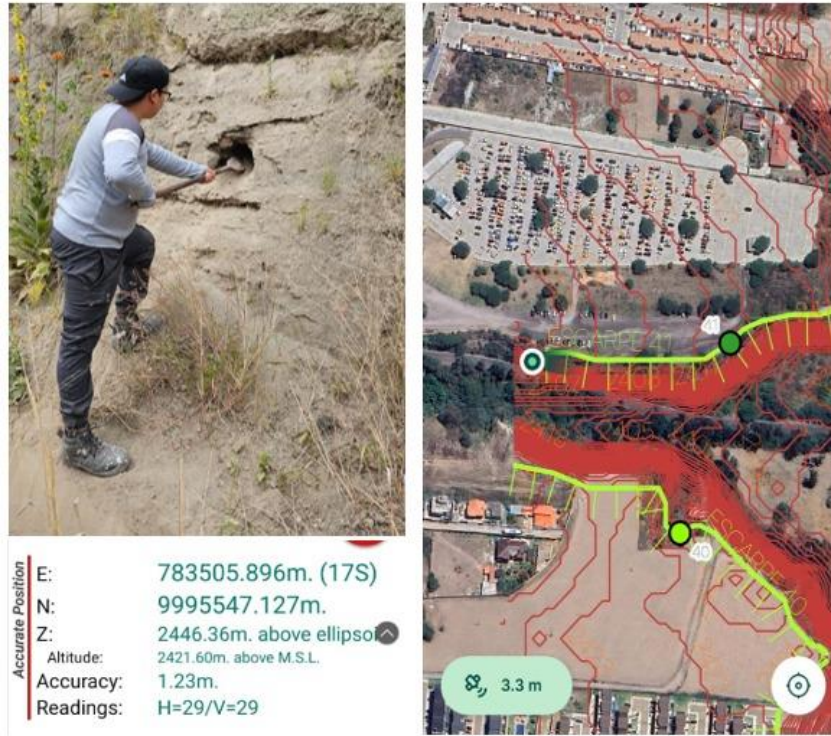 Accurate Position
E: 783505.896m. (17S)
N: 9995547.127m.
Z: 2446.36m. above ellipsoi
Altitude: 2421.60m. above M.S.L.
Accuracy: 1.23m.
Readings: H=29/V=29
41
ESCARPE 41
40
ESCARPE 40
3.3 m